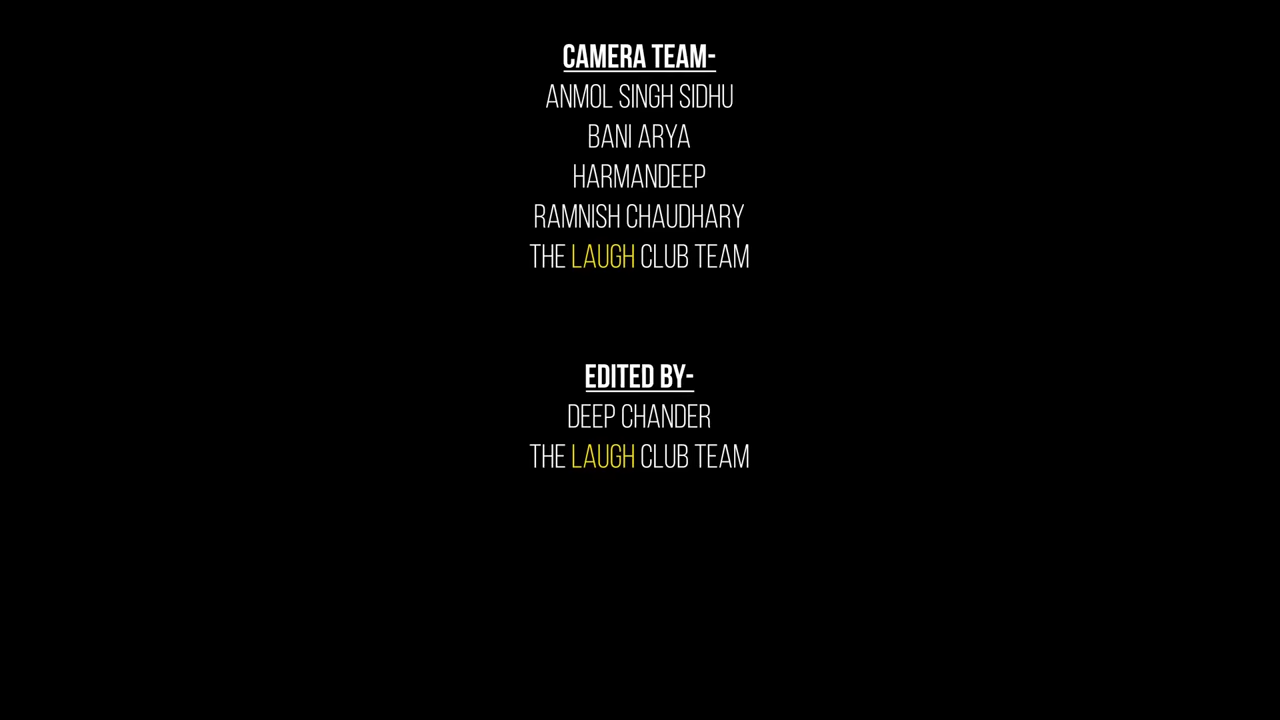 CAMERA TEAM-
ANMOL SINGH SIDHU
BANI ARYA
HARMANDEEP
RAMNISH CHAUDHARY
THE LAUGH CLUB TEAM
EDITED BY-
DEEP CHANDER
THE LAUGH CLUB TEAM